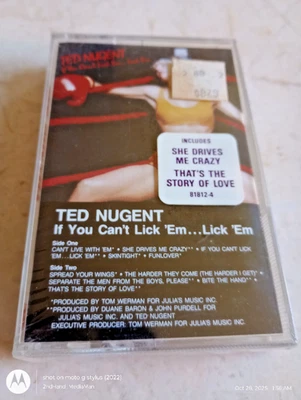 TED NUGENT
INCLUDES
SHE DRIVES
ME CRAZY
THAT'S THE
STORY OF LOVE
81812-4
TED NUGENT
If You Can't Lick 'Em...Lick 'Em
Side One
CAN'T LIVE WITH 'EM* • SHE DRIVES ME CRAZY** • IF YOU CAN'T LICK
'EM...LICK 'EM** • SKINTIGHT* • FUNLOVER*
Side Two
SPREAD YOUR WINGS* • THE HARDER THEY COME (THE HARDER I GET)* •
SEPARATE THE MEN FROM THE BOYS, PLEASE** • BITE THE HAND** •
THAT'S THE STORY OF LOVE**
*PRODUCED BY TOM WERMAN FOR JULIA'S MUSIC INC.
**PRODUCED BY DUANE BARON & JOHN PURDELL FOR
JULIA'S MUSIC INC. AND TED NUGENT
EXECUTIVE PRODUCER: TOM WERMAN FOR JULIA'S MUSIC INC.
shot on moto g stylus (2022)